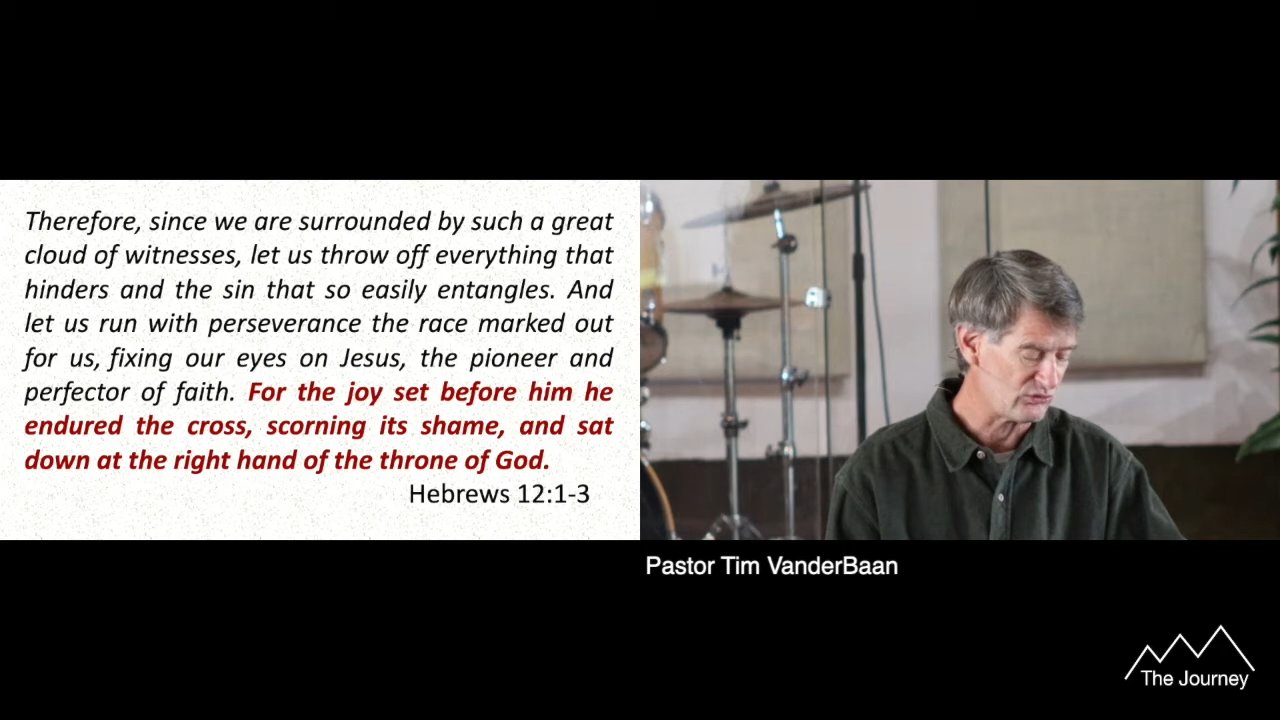 Therefore, since we are surrounded by such a great
cloud of witnesses, let us throw off everything that
hinders and the sin that so easily entangles. And
let us run with perseverance the race marked out
for us, fixing our eyes on Jesus, the pioneer and
perfector of faith. For the joy set before him he
endured the cross, scorning its shame, and sat
down at the right hand of the throne of God.
Hebrews 12:1-3
Pastor Tim VanderBaan
The Journey